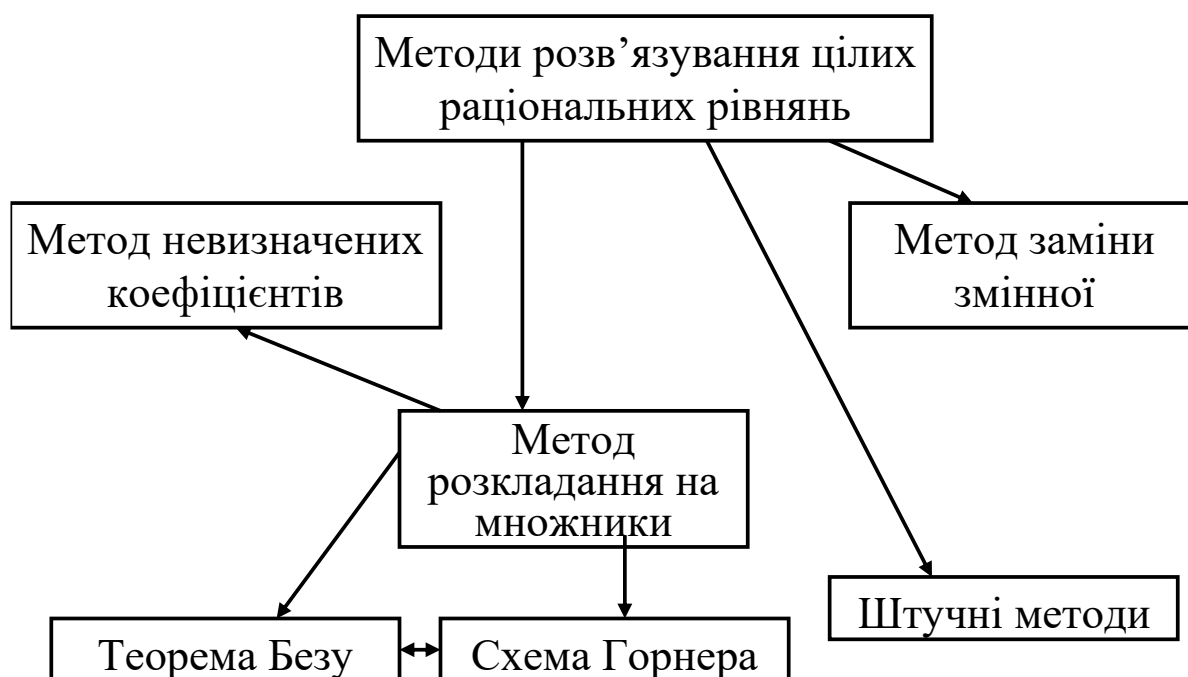 Методи розв’язування цілих
раціональних рівнянь
Метод невизначених
коефіцієнтів
Метод заміни
змінної
Метод
розкладання на
множники
Штучні методи
Теорема Безу
Схема Горнера